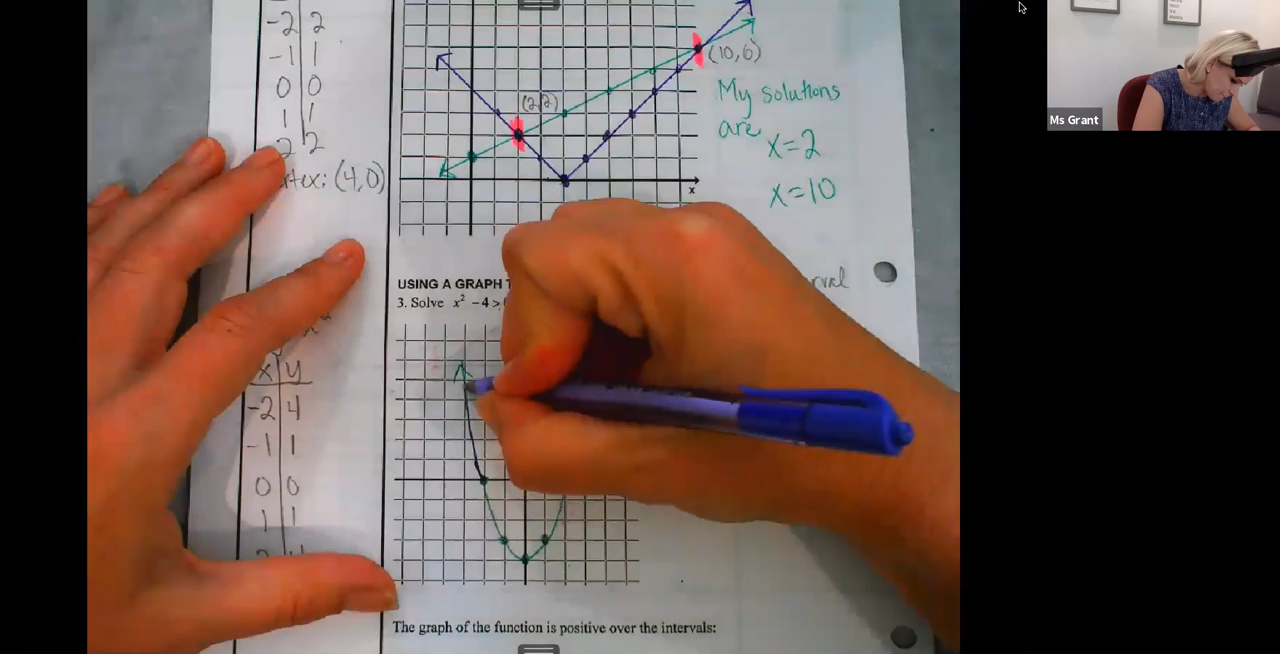 -2 2
-1 1
0 0
1 1
2 2
rtex: (4,0)
(2,2)
(10,6)
My solutions
are x=2
x=10
x
USING A GRAPH
3. Solve x² -4>
rval
x y
-2 4
-1 1
0 0
1 1
The graph of the function is positive over the intervals:
Ms Grant